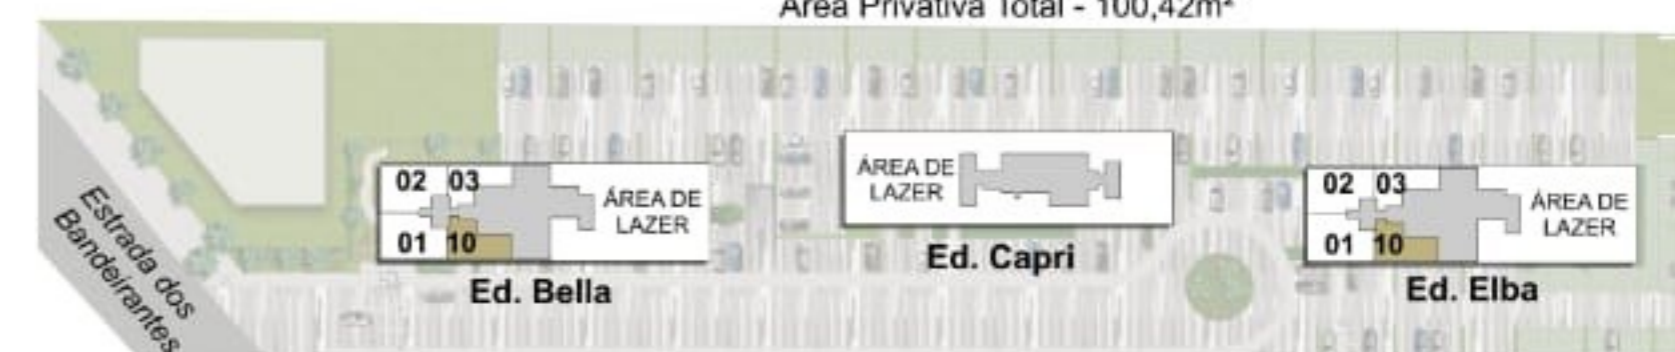 Área Privativa Total - 100,42m²
02 03
ÁREA DE
LAZER
01 10
Ed. Bella
ÁREA DE
LAZER
Ed. Capri
02 03
ÁREA DE
LAZER
01 10
Ed. Elba
Estrada dos
Bandeirantes